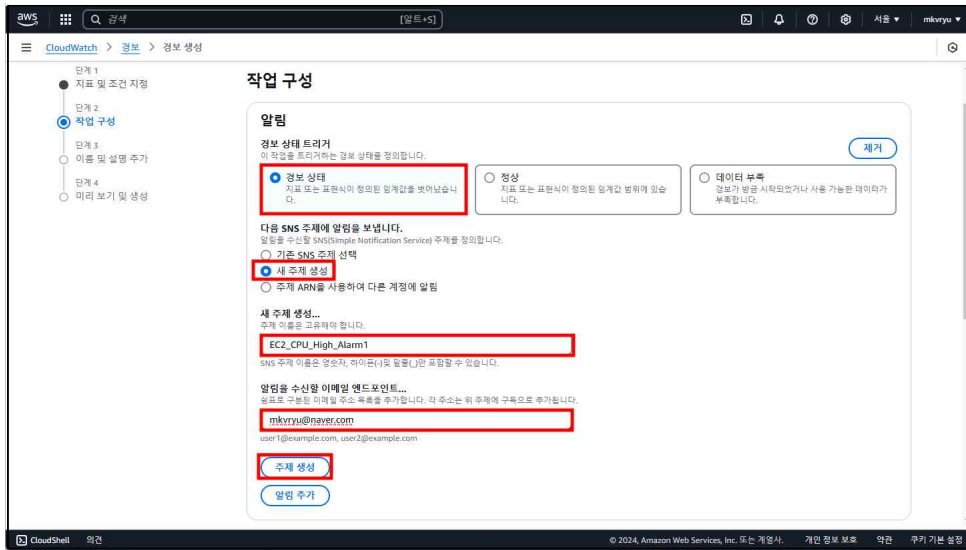 aws
검색
[알트+S]
서울 ▼
mkvryu ▼
CloudWatch > 경보 > 경보 생성
단계 1
지표 및 조건 지정
단계 2
작업 구성
단계 3
이름 및 설명 추가
단계 4
미리 보기 및 생성
작업 구성
알림
경보 상태 트리거
이 작업을 트리거하는 경보 상태를 정의합니다.
제거
경보 상태
지표 또는 표현식이 정의된 임계값을 벗어났습니
다.
정상
지표 또는 표현식이 정의된 임계값 범위에 있습
니다.
데이터 부족
경보가 방금 시작되었거나 사용 가능한 데이터가
부족합니다.
다음 SNS 주제에 알림을 보냅니다.
알림을 수신할 SNS(Simple Notification Service) 주제를 정의합니다.
기존 SNS 주제 선택
새 주제 생성
주제 ARN을 사용하여 다른 계정에 알림
새 주제 생성...
주제 이름은 고유해야 합니다.
EC2_CPU_High_Alarm1
SNS 주제 이름은 영숫자, 하이픈(-)및 밑줄(_)만 포함할 수 있습니다.
알림을 수신할 이메일 엔드포인트...
쉼표로 구분된 이메일 주소 목록을 추가합니다. 각 주소는 위 주제에 구독으로 추가됩니다.
mkvryu@naver.com
user1@example.com, user2@example.com
주제 생성
알림 추가
CloudShell 의견
© 2024, Amazon Web Services, Inc. 또는 계열사. 개인 정보 보호 약관 쿠키 기본 설정